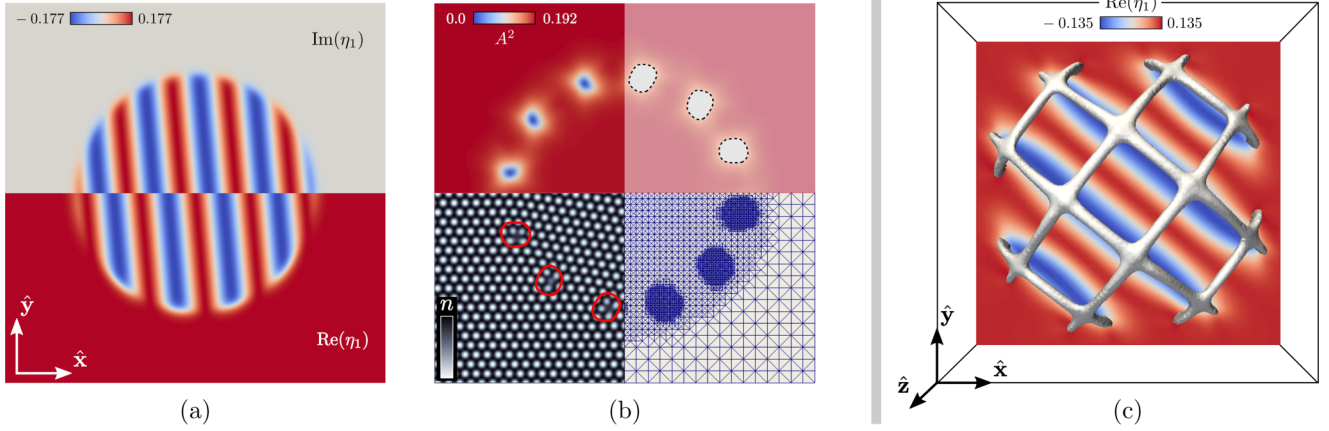 − 0.177 0.177
Im(η₁)
Re(η₁)
ŷ
x̂
(a)
0.0 0.192
A²
n
(b)
Re(η₁)
− 0.135 0.135
ŷ
ẑ
x̂
(c)